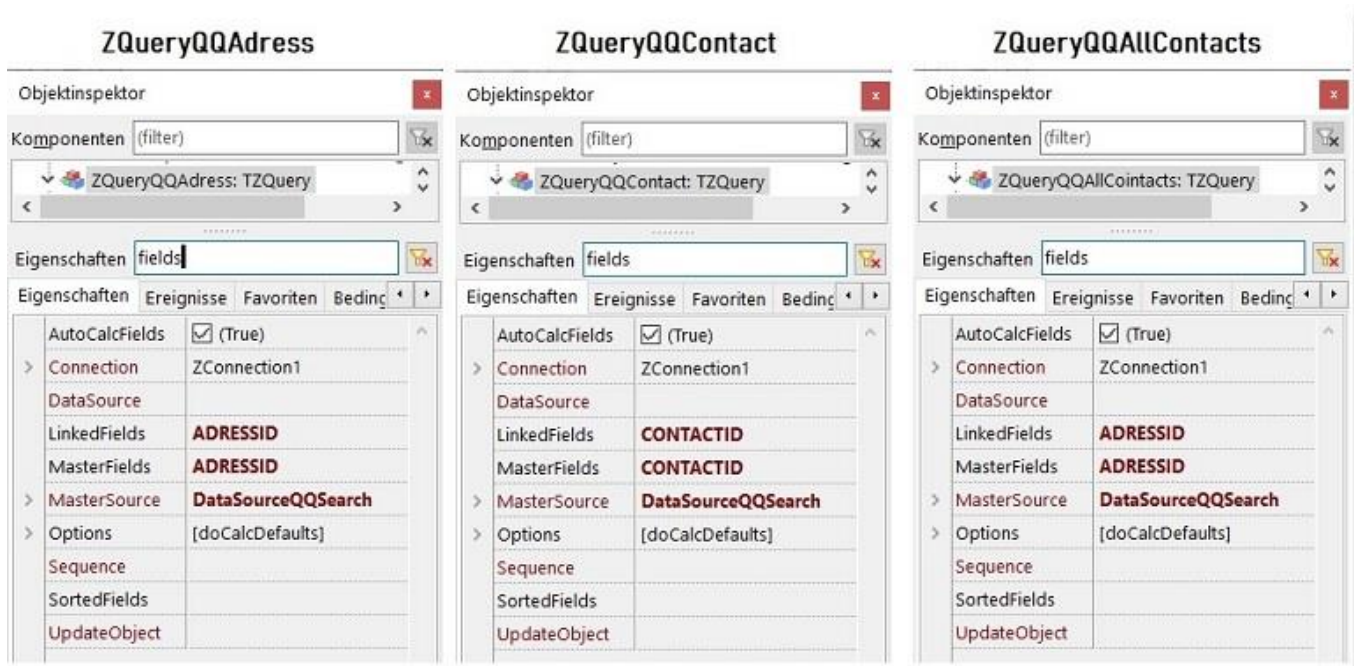 ZQueryQQAdress
Objektinspektor
x
Komponenten (filter)
ZQueryQQAdress: TZQuery
Eigenschaften fields
Eigenschaften Ereignisse Favoriten Beding
AutoCalcFields (True)
Connection ZConnection1
DataSource
LinkedFields ADRESSID
MasterFields ADRESSID
MasterSource DataSourceQQSearch
Options [doCalcDefaults]
Sequence
SortedFields
UpdateObject
ZQueryQQContact
Objektinspektor
x
Komponenten (filter)
ZQueryQQContact: TZQuery
Eigenschaften fields
Eigenschaften Ereignisse Favoriten Beding
AutoCalcFields (True)
Connection ZConnection1
DataSource
LinkedFields CONTACTID
MasterFields CONTACTID
MasterSource DataSourceQQSearch
Options [doCalcDefaults]
Sequence
SortedFields
UpdateObject
ZQueryQQAllContacts
Objektinspektor
x
Komponenten (filter)
ZQueryQQAllCointacts: TZQuery
Eigenschaften fields
Eigenschaften Ereignisse Favoriten Beding
AutoCalcFields (True)
Connection ZConnection1
DataSource
LinkedFields ADRESSID
MasterFields ADRESSID
MasterSource DataSourceQQSearch
Options [doCalcDefaults]
Sequence
SortedFields
UpdateObject